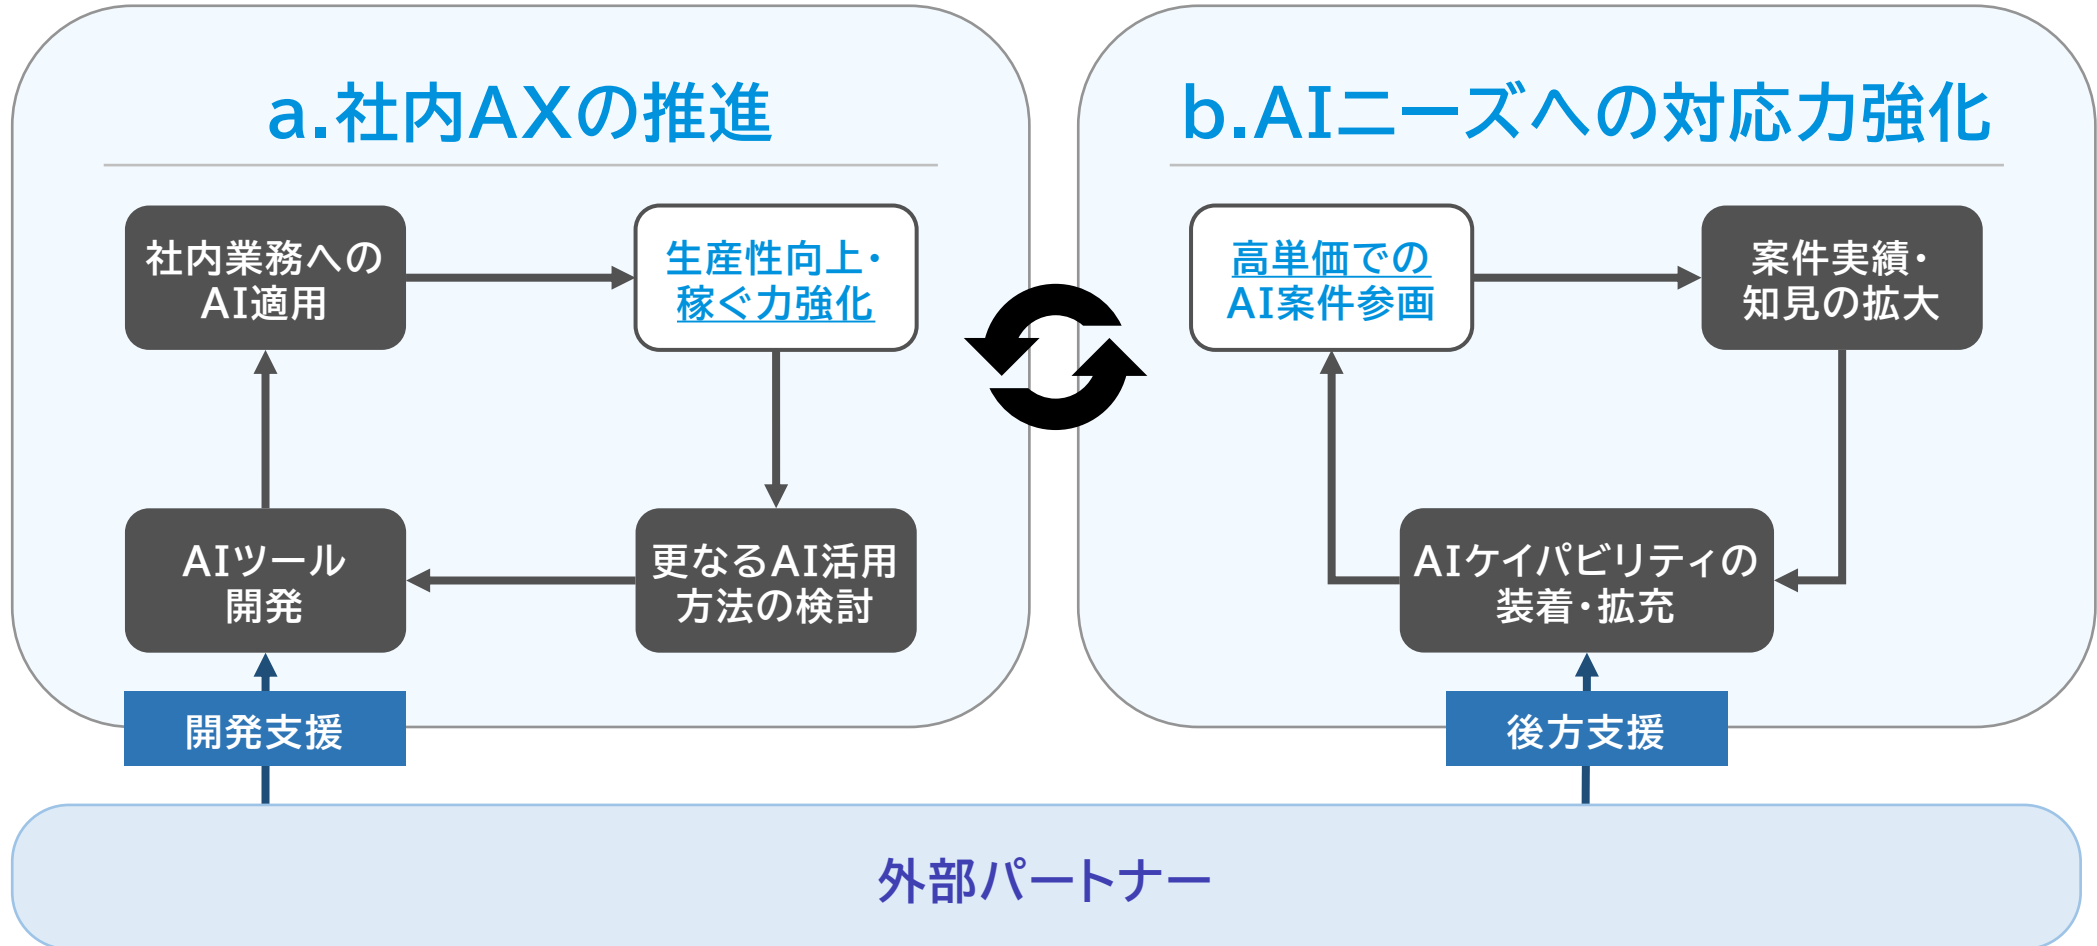 a.社内AXの推進
社内業務への
AI適用
生産性向上・
稼ぐ力強化
AIツール
開発
更なるAI活用
方法の検討
開発支援
b.AIニーズへの対応力強化
高単価での
AI案件参画
案件実績・
知見の拡大
AIケイパビリティの
装着・拡充
後方支援
外部パートナー